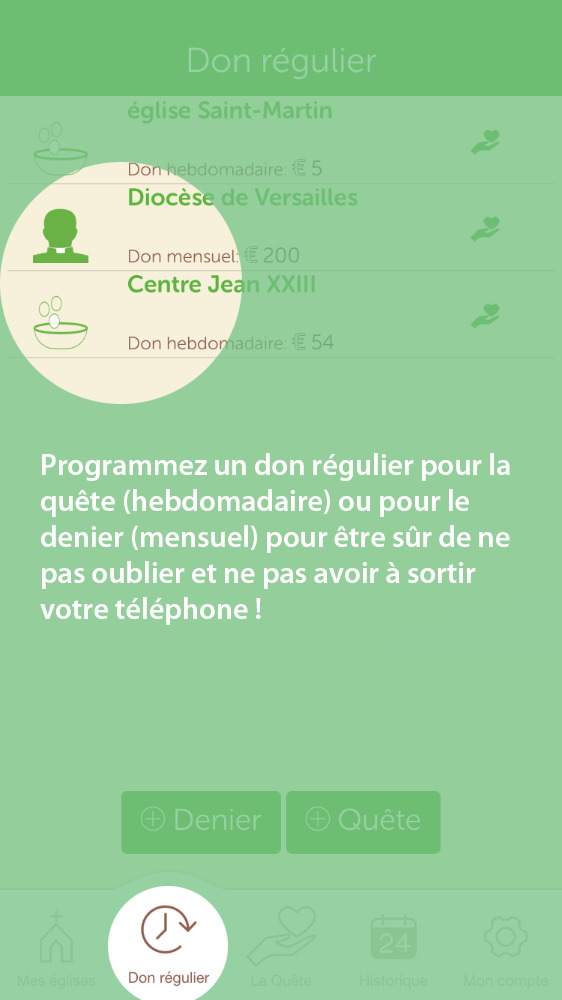 Don régulier
église Saint-Martin
Don hebdomadaire: € 5
Diocèse de Versailles
Don mensuel: € 200
Centre Jean XXIII
Don hebdomadaire: € 54
Programmez un don régulier pour la
quête (hebdomadaire) ou pour le
denier (mensuel) pour être sûr de ne
pas oublier et ne pas avoir à sortir
votre téléphone !
Denier
Quête
24
Mes églises
Don régulier
La Quête
Historique
Mon compte